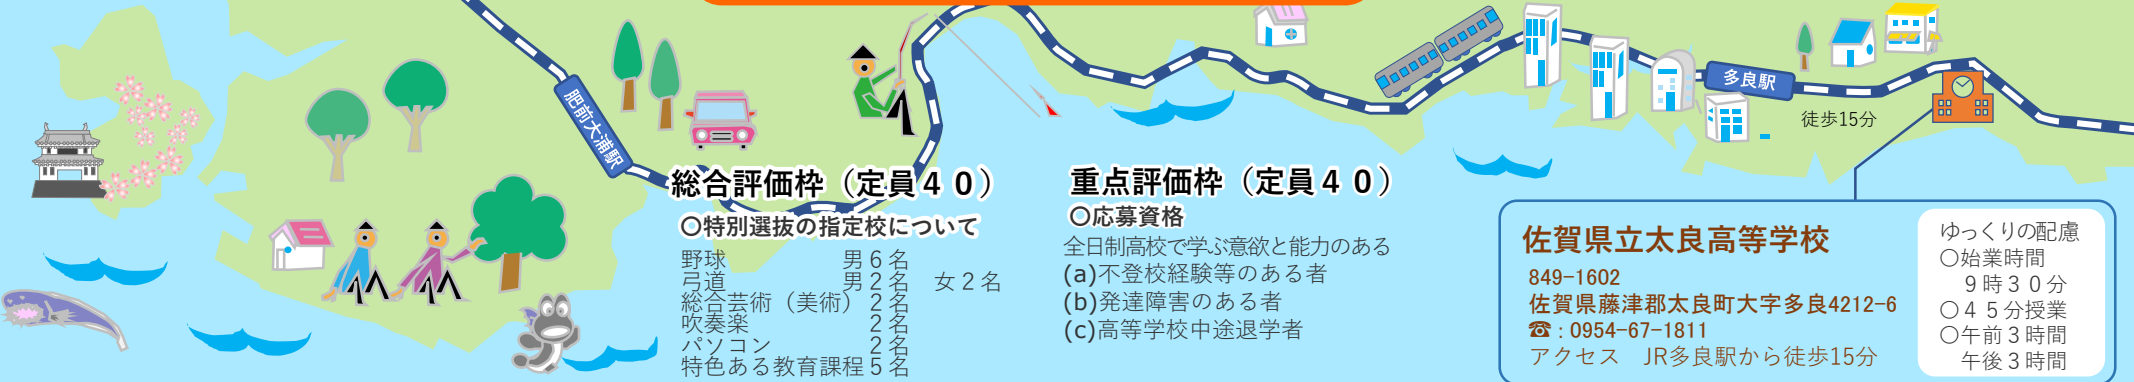 肥前大浦駅
多良駅
徒歩15分
総合評価枠（定員４０）
〇特別選抜の指定校について
野球　男６名
弓道　男２名　女２名
総合芸術（美術）２名
吹奏楽　２名
パソコン　２名
特色ある教育課程５名
重点評価枠（定員４０）
〇応募資格
全日制高校で学ぶ意欲と能力のある
(a)不登校経験等のある者
(b)発達障害のある者
(c)高等学校中途退学者
佐賀県立太良高等学校
849-1602
佐賀県藤津郡太良町大字多良4212-6
☎：0954-67-1811
アクセス　JR多良駅から徒歩15分
ゆっくりの配慮
〇始業時間
９時３０分
〇４５分授業
〇午前３時間
午後３時間